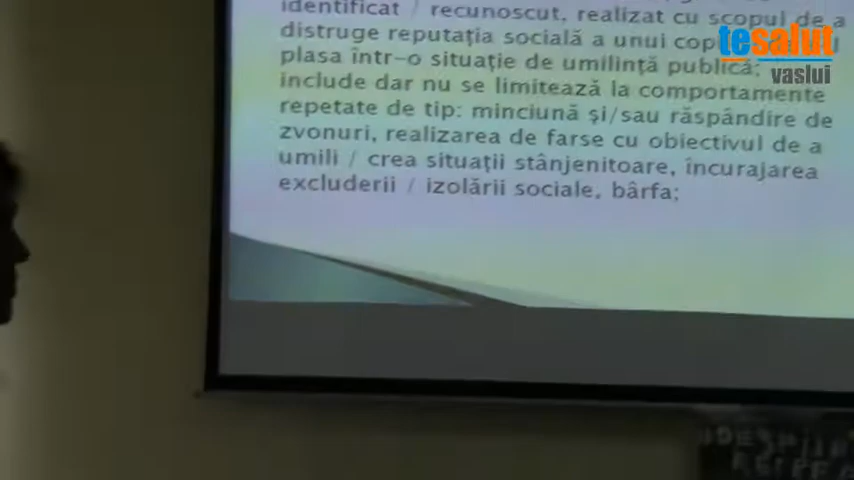 identificat / recunoscut, realizat cu scopul de a
distruge reputația socială a unui
plasa într-o situație de umilință publică;
include dar nu se limitează la comportamente
repetate de tip: minciună și/sau răspândire de
zvonuri, realizarea de farse cu obiectivul de a
umili / crea situații stânjenitoare, încurajarea
excluderii / izolării sociale, bârfa;
tesalut
vaslui